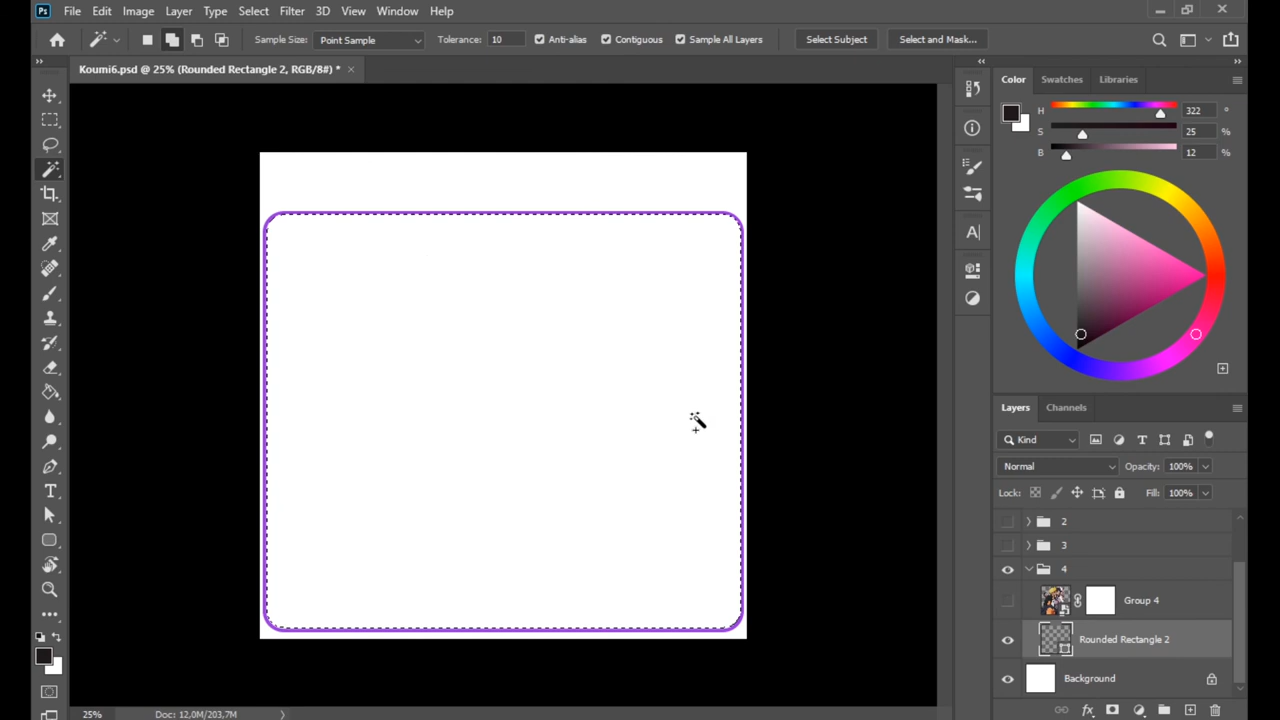 Ps File Edit Image Layer Type Select Filter 3D View Window Help
Sample Size: Point Sample Tolerance: 10 Anti-alias Contiguous Sample All Layers Select Subject Select and Mask...
Koumi6.psd @ 25% (Rounded Rectangle 2, RGB/8#) * ×
Color Swatches Libraries
H 322 °
S 25 %
B 12 %
Layers Channels
Kind
Normal Opacity: 100%
Lock: Fill: 100%
2
3
4
Group 4
Rounded Rectangle 2
Background
25% Doc: 12,0M/203,7M